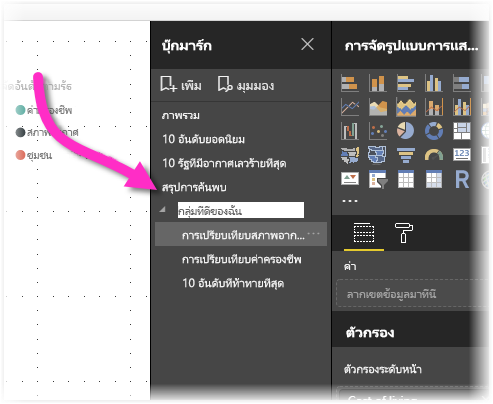 ค่าครองชีพ
สภาพอากาศ
ชุมชน
บุ๊กมาร์ก
เพิ่ม
มุมมอง
ภาพรวม
10 อันดับยอดนิยม
10 รัฐที่มีอากาศเลวร้ายที่สุด
สรุปการค้นพบ
กลุ่มที่ดีของฉัน
การเปรียบเทียบสภาพอาก...
การเปรียบเทียบค่าครองชีพ
10 อันดับที่ท้าทายที่สุด
การจัดรูปแบบการแส...
123
R
ค่า
ลากเขตข้อมูลมาที่นี่
ตัวกรอง
ตัวกรองระดับหน้า
Cost of living